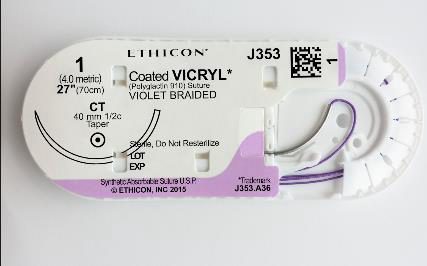 ETHICON®
J353
1
(4.0 metric)
27" (70cm)
Coated VICRYL*
(Polyglactin 910) Suture
VIOLET BRAIDED
1
CT
40 mm 1/2c
Taper
Sterile, Do Not Resterilize
LOT
EXP
Synthetic Absorbable Suture U.S.P.
© ETHICON, INC 2015
*Trademark
J353.A36